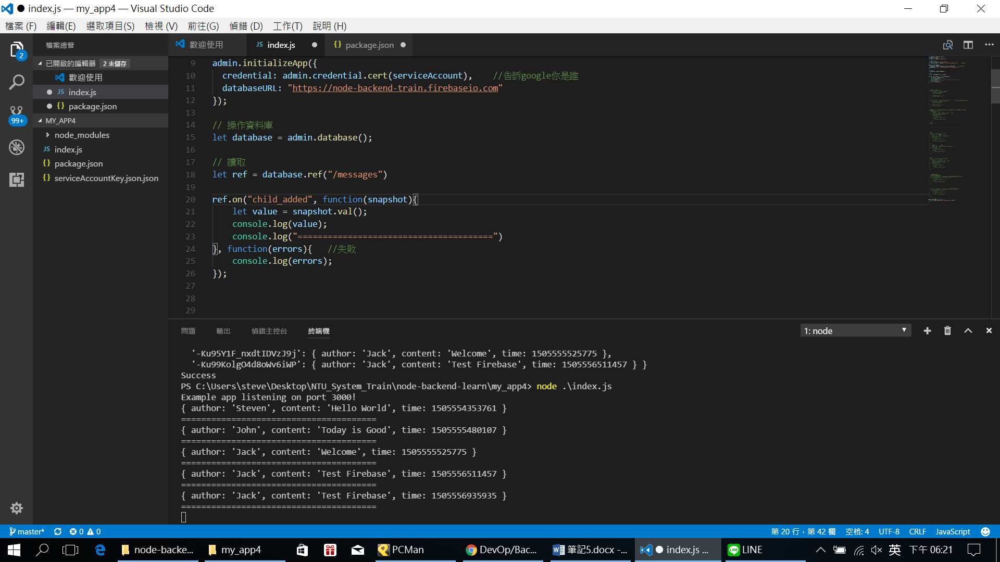 ● index.js — my_app4 — Visual Studio Code
檔案 (F) 編輯(E) 選取項目(S) 檢視 (V) 前往(G) 偵錯 (D) 工作(T) 說明 (H)
2
99+
檔案總管
已開啟的編輯器 2 未儲存
歡迎使用
● JS index.js
● {} package.json
MY_APP4
node_modules
JS index.js
{} package.json
{} serviceAccountKey.json.json
歡迎使用 JS index.js ● {} package.json ●
9 admin.initializeApp({
10 credential: admin.credential.cert(serviceAccount), //告訴google你是誰
11 databaseURL: "https://node-backend-train.firebaseio.com"
12 });
13
14 // 操作資料庫
15 let database = admin.database();
16
17 // 讀取
18 let ref = database.ref("/messages")
19
20 ref.on("child_added", function(snapshot){
21 let value = snapshot.val();
22 console.log(value);
23 console.log("=======================================")
24 }, function(errors){ //失敗
25 console.log(errors);
26 });
27
28
29
問題 輸出 偵錯主控台 終端機 1: node
'-Ku95Y1F_nxdtIDVzJ9j': { author: 'Jack', content: 'Welcome', time: 1505555525775 },
'-Ku99KolgO4d8oWv6iWP': { author: 'Jack', content: 'Test Firebase', time: 1505556511457 } }
Success
PS C:\Users\steve\Desktop\NTU_System_Train\node-backend-learn\my_app4> node .\index.js
Example app listening on port 3000!
{ author: 'Steven', content: 'Hello World', time: 1505554353761 }
=======================================
{ author: 'John', content: 'Today is Good', time: 1505555480107 }
=======================================
{ author: 'Jack', content: 'Welcome', time: 1505555525775 }
=======================================
{ author: 'Jack', content: 'Test Firebase', time: 1505556511457 }
=======================================
{ author: 'Jack', content: 'Test Firebase', time: 1505556935935 }
=======================================
master* 0 0 第 20 行，第 42 欄 空格: 4 UTF-8 CRLF JavaScript
node-backe... my_app4 PCMan DevOp/Bac... 筆記5.docx -... ● index.js ... LINE 英 下午 06:21